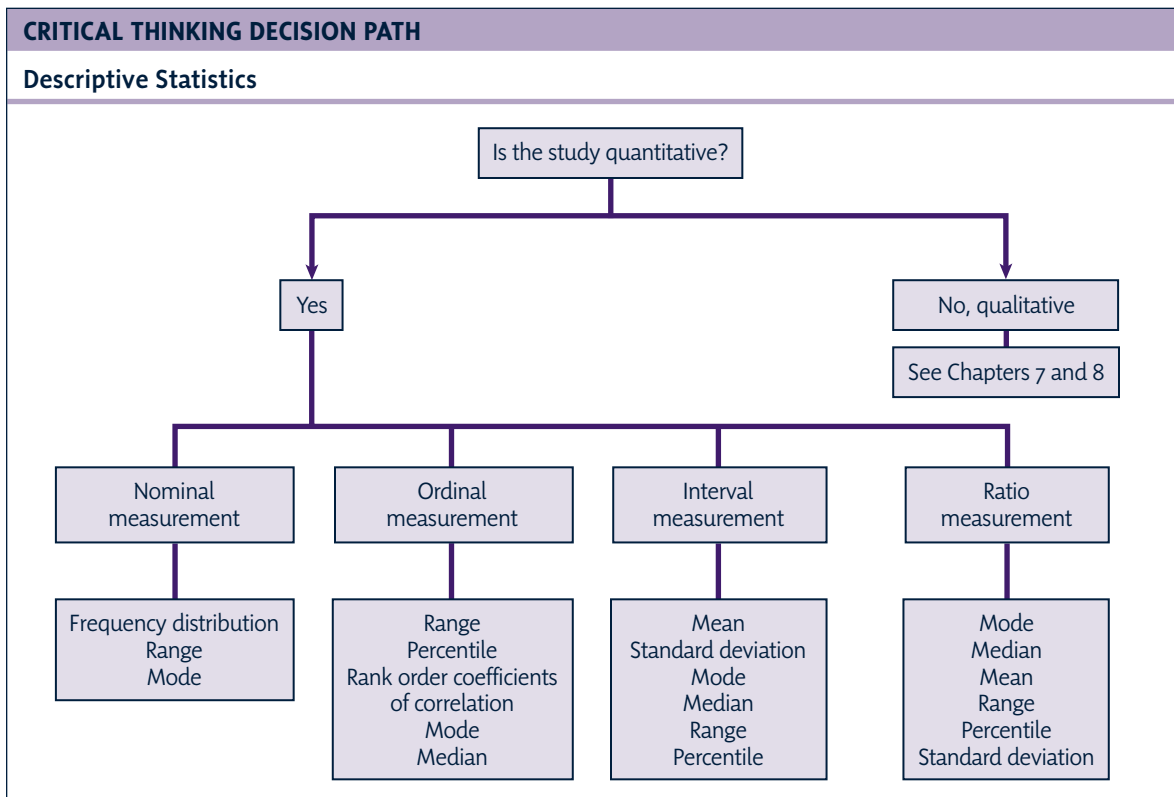 CRITICAL THINKING DECISION PATH
Descriptive Statistics
Is the study quantitative?
Yes
No, qualitative
See Chapters 7 and 8
Nominal
measurement
Ordinal
measurement
Interval
measurement
Ratio
measurement
Frequency distribution
Range
Mode
Range
Percentile
Rank order coefficients
of correlation
Mode
Median
Mean
Standard deviation
Mode
Median
Range
Percentile
Mode
Median
Mean
Range
Percentile
Standard deviation